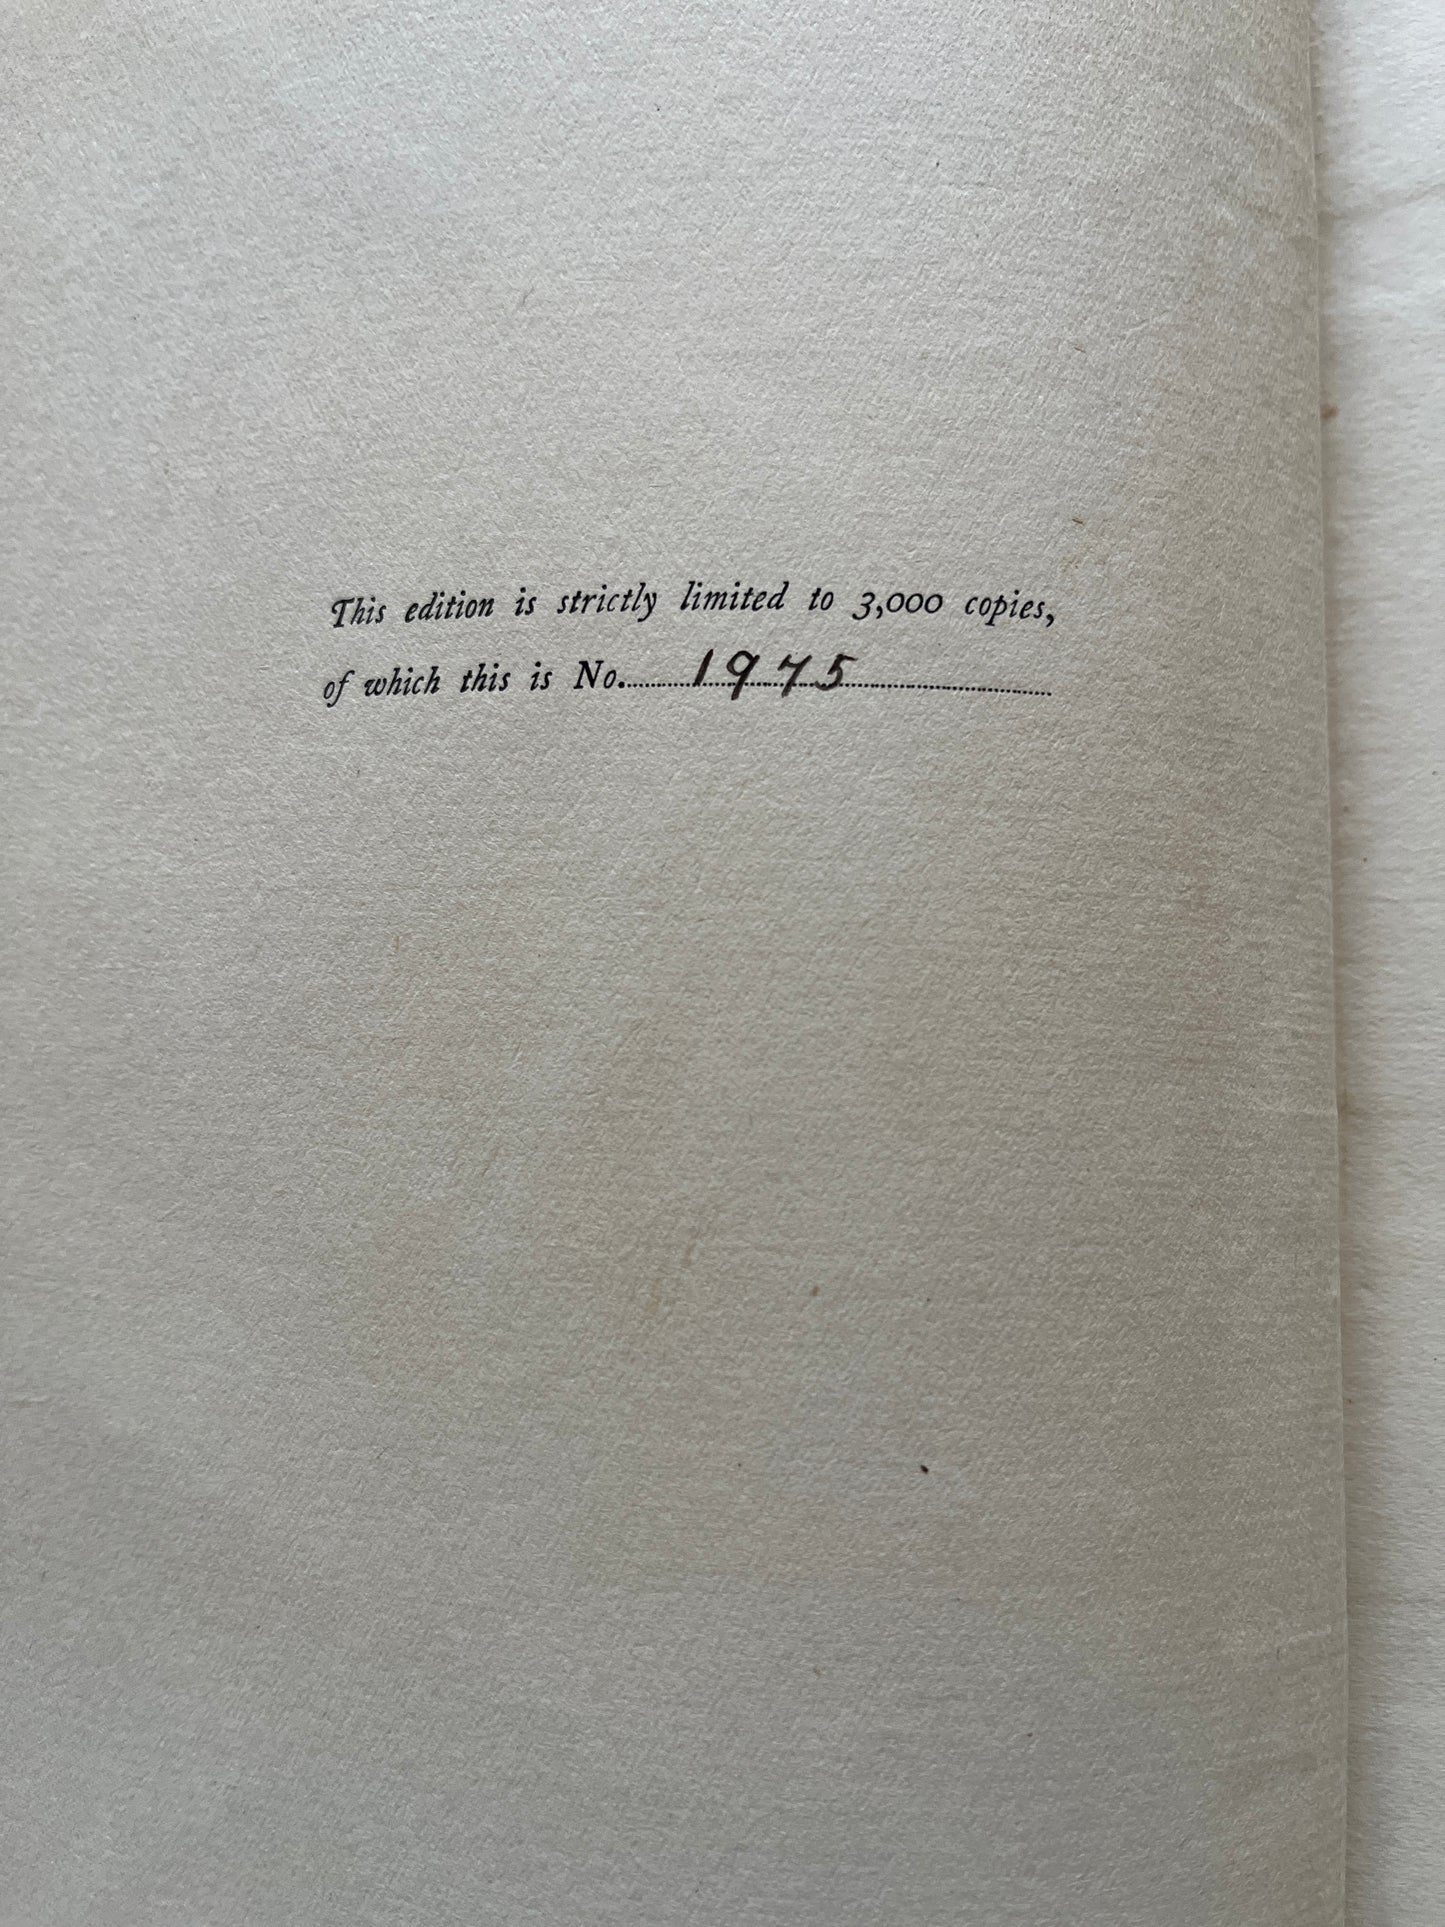 This edition is strictly limited to 3,000 copies,
of which this is No. 1975